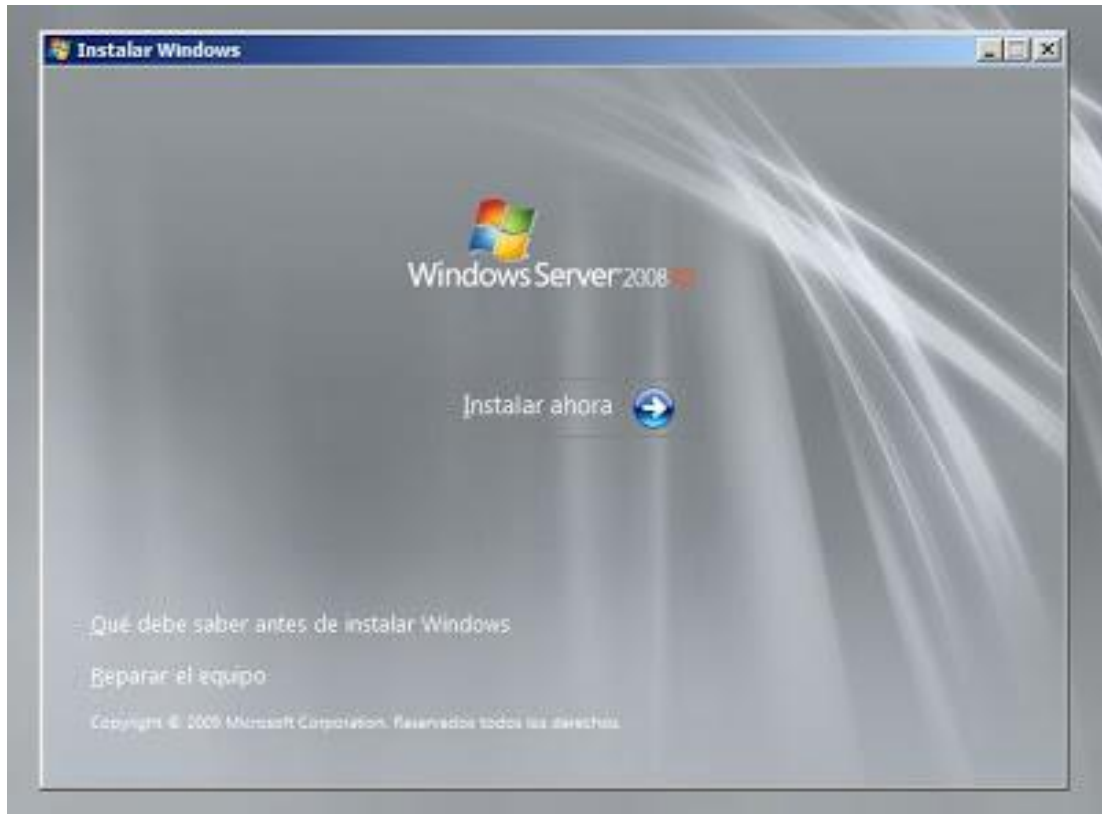 Instalar Windows
Windows Server 2008 R2
Instalar ahora
Qué debe saber antes de instalar Windows
Reparar el equipo
Copyright © 2009 Microsoft Corporation. Reservados todos los derechos.